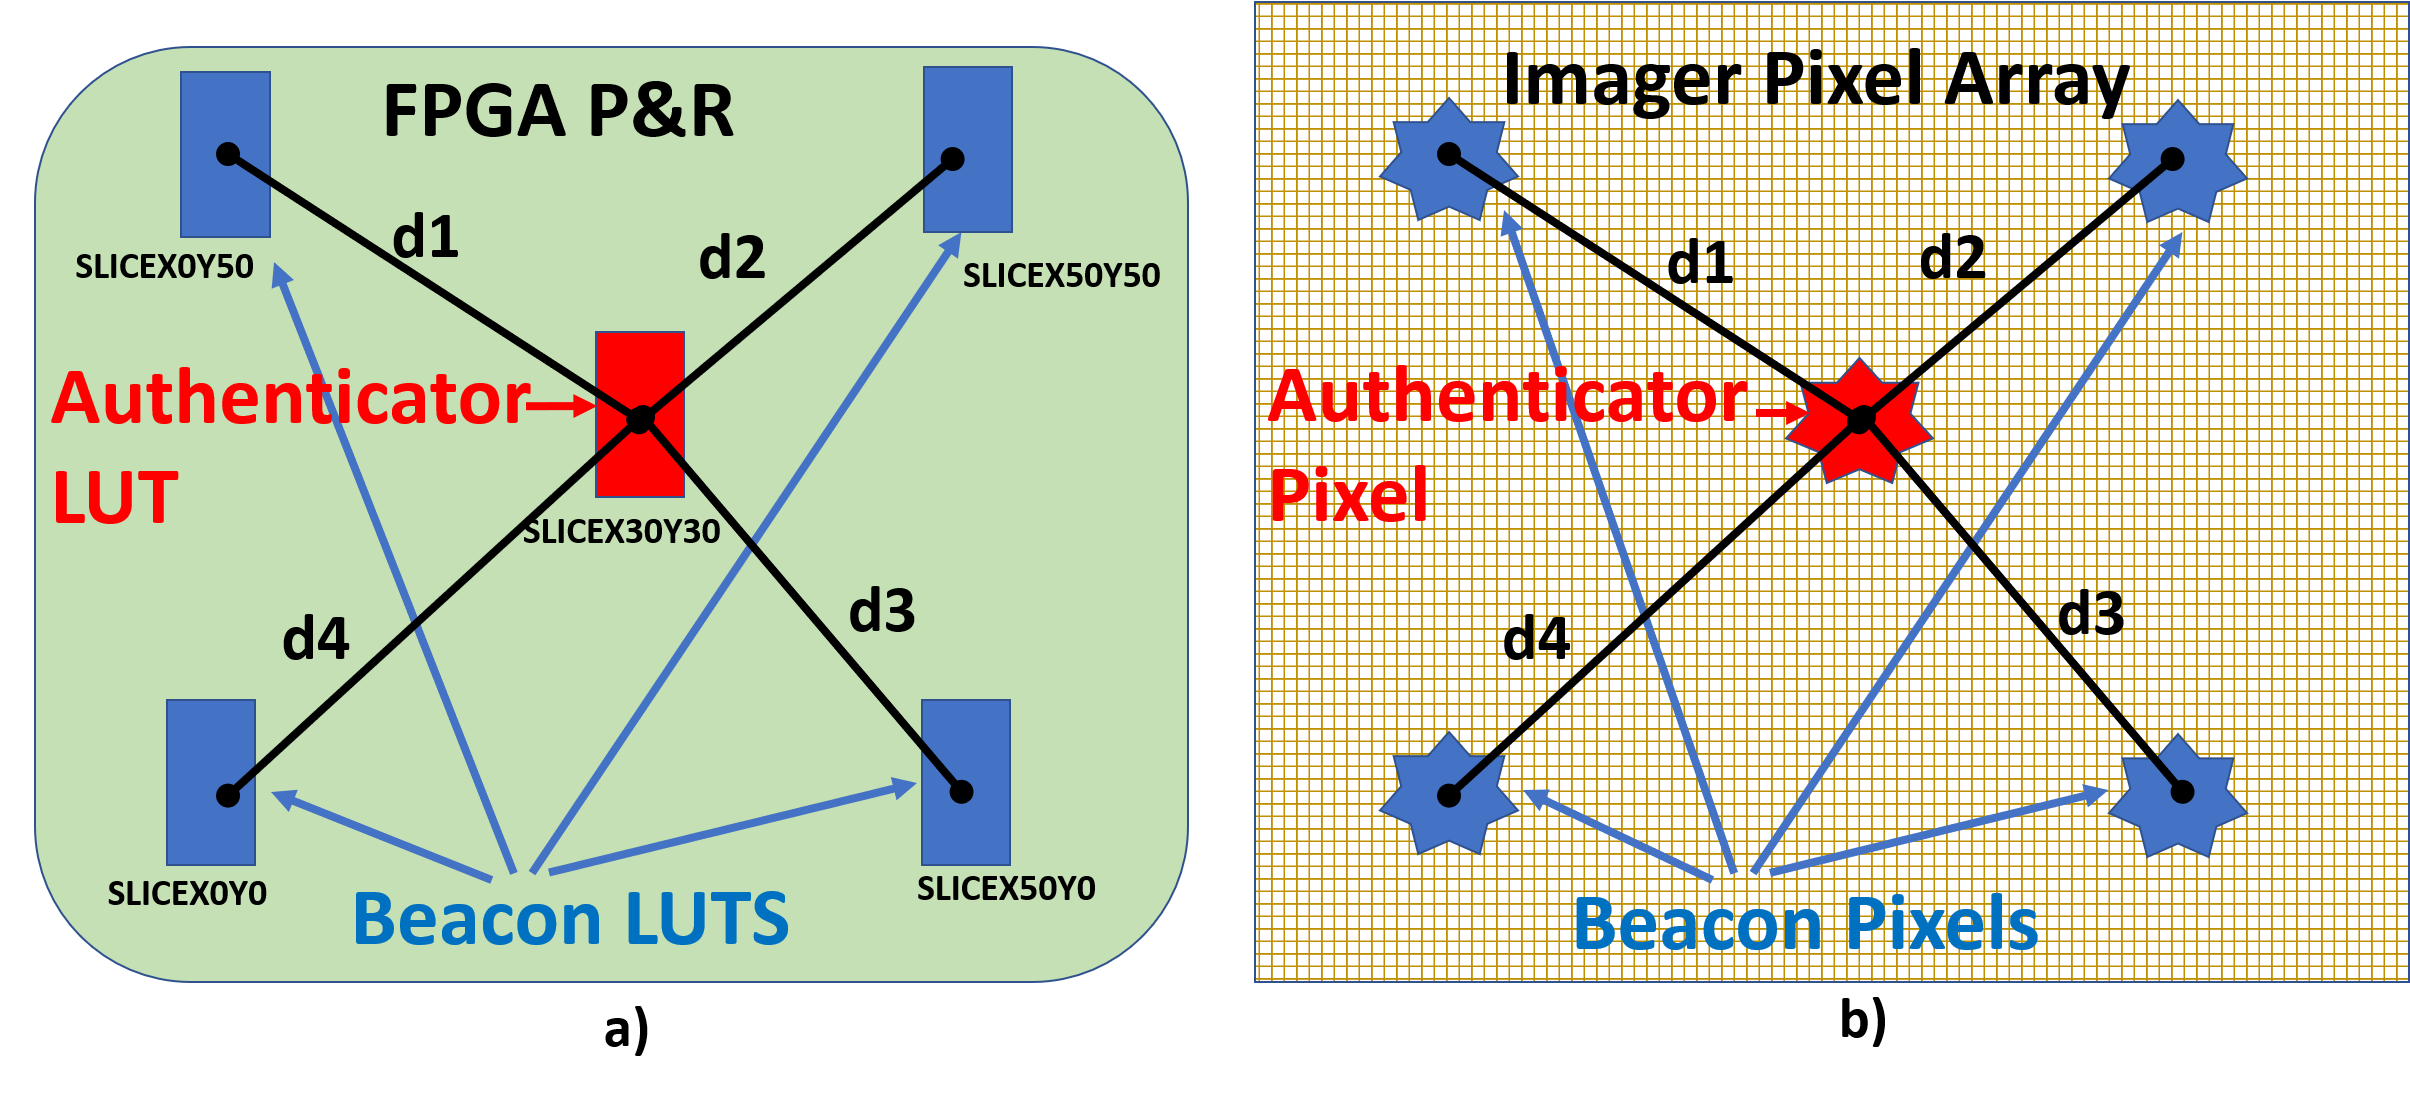 FPGA P&R
d1
d2
SLICEX0Y50
SLICEX50Y50
Authenticator
LUT
SLICEX30Y30
d4
d3
SLICEX0Y0
SLICEX50Y0
Beacon LUTS
a)
Imager Pixel Array
d1
d2
Authenticator
Pixel
d4
d3
Beacon Pixels
b)